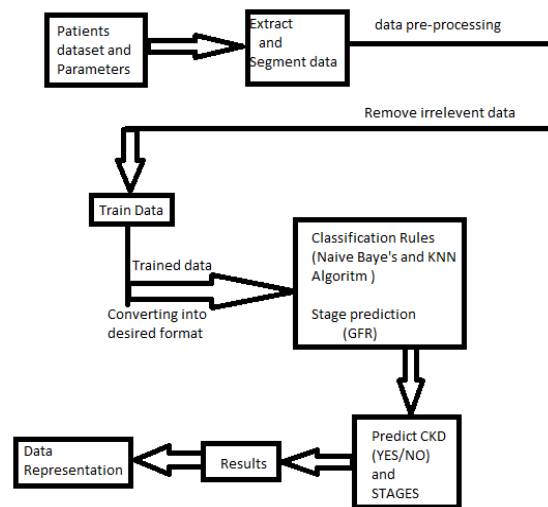 Patients
dataset and
Parameters
Extract
and
Segment data
data pre-processing
Remove irrelevent data
Train Data
Trained data
Converting into
desired format
Classification Rules
(Naive Baye's and KNN
Algoritm )
Stage prediction
(GFR)
Predict CKD
(YES/NO)
and
STAGES
Results
Data
Representation